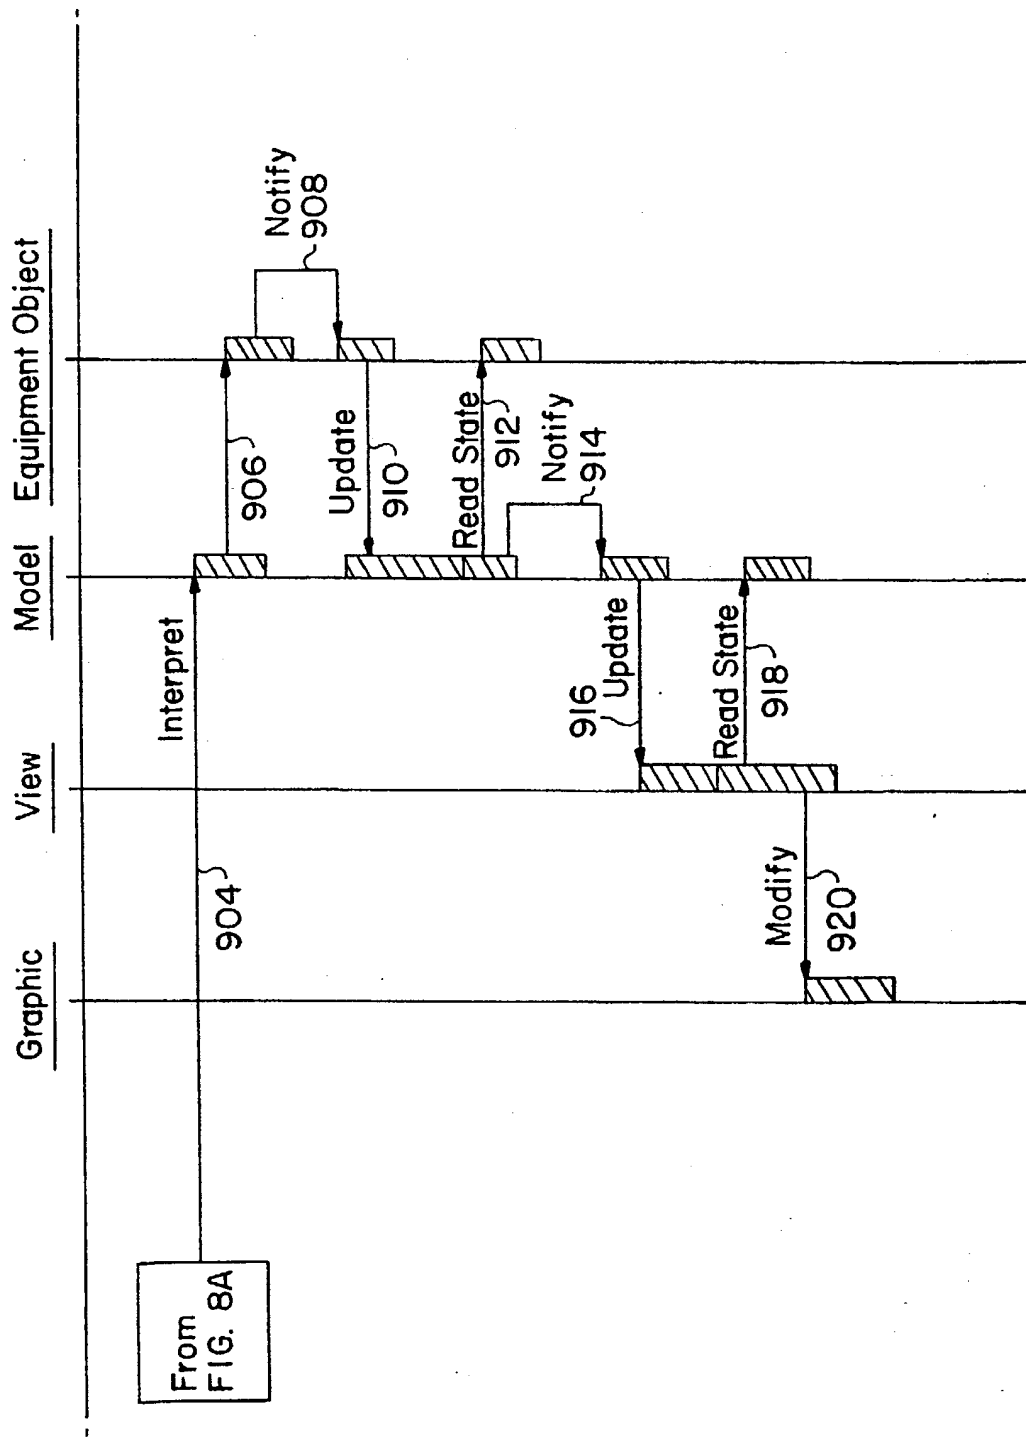 Graphic
View
Model
Equipment Object
From
FIG. 8A
904
Interpret
906
Notify
908
Update
910
Read State
912
Notify
914
916
Update
Read State
918
Modify
920